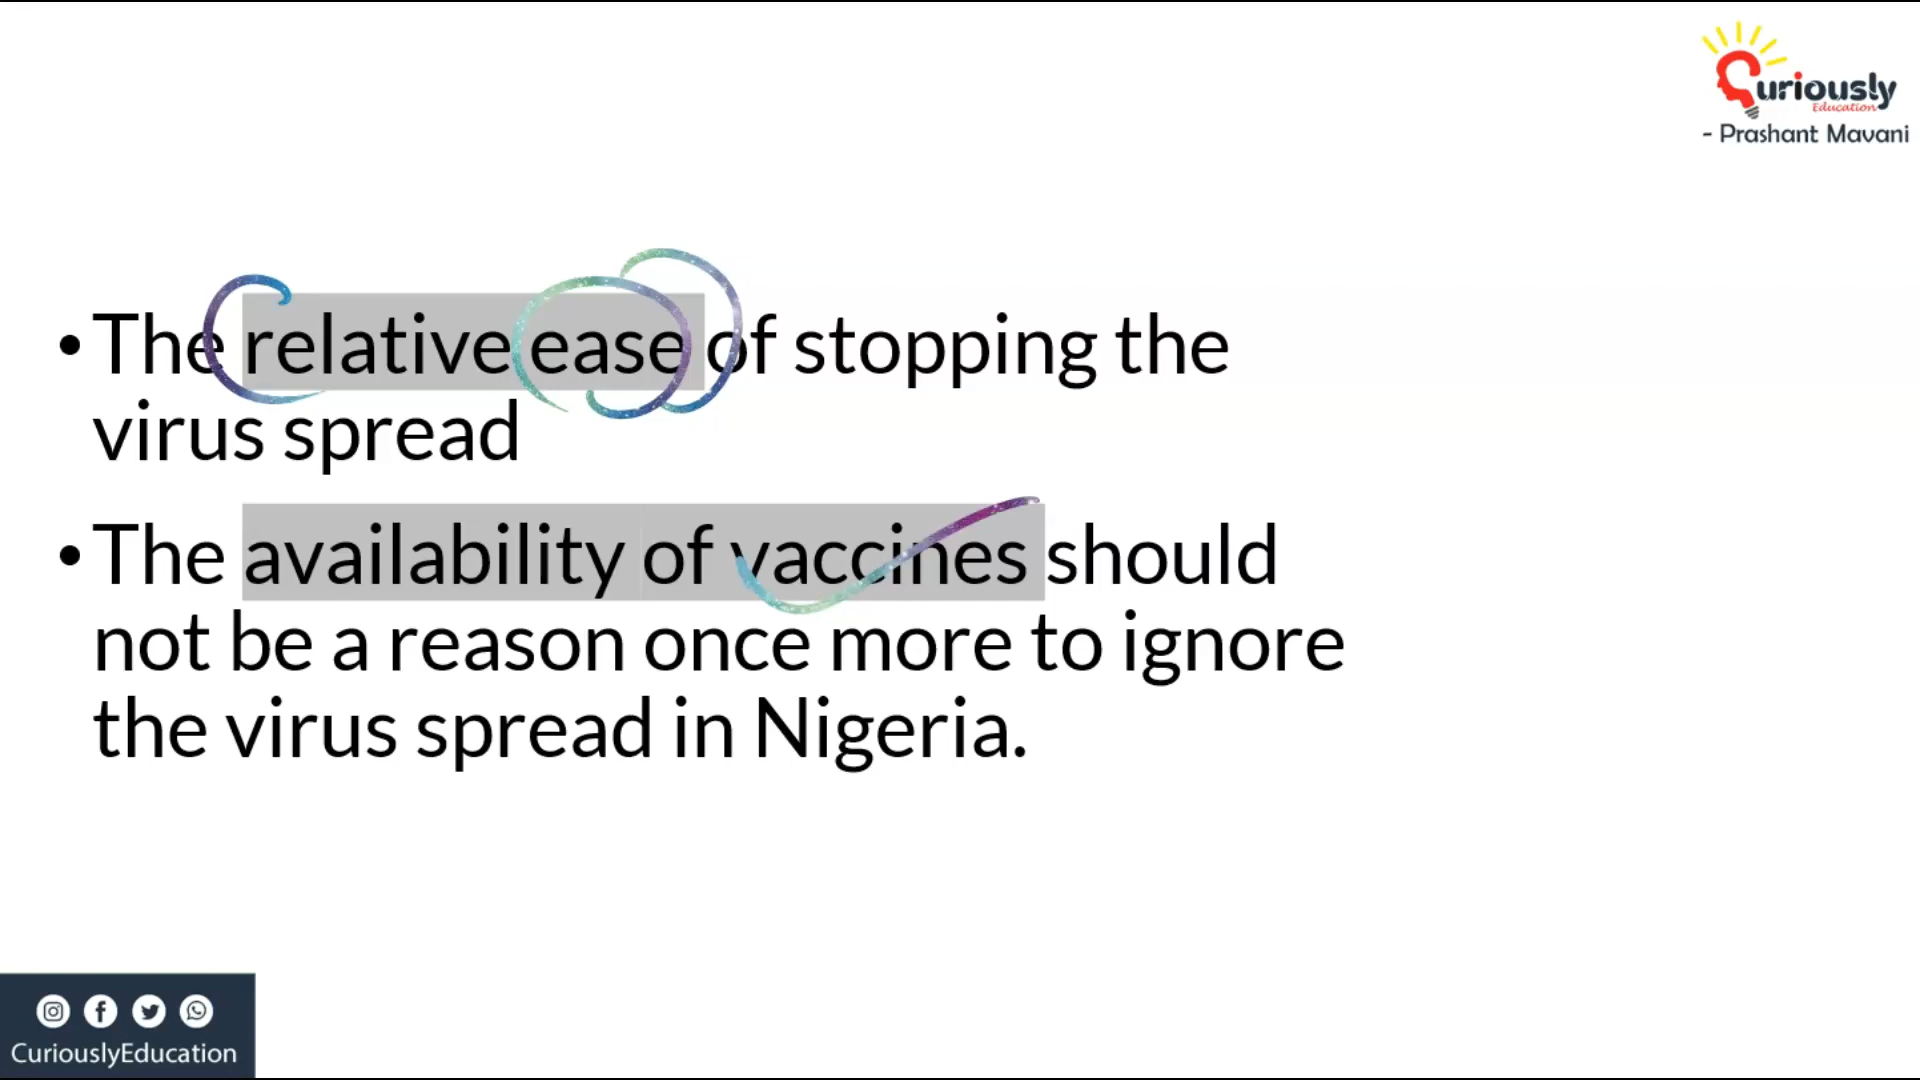 Curiously
Education
- Prashant Mavani
• The relative ease of stopping the
virus spread
• The availability of vaccines should
not be a reason once more to ignore
the virus spread in Nigeria.
CuriouslyEducation